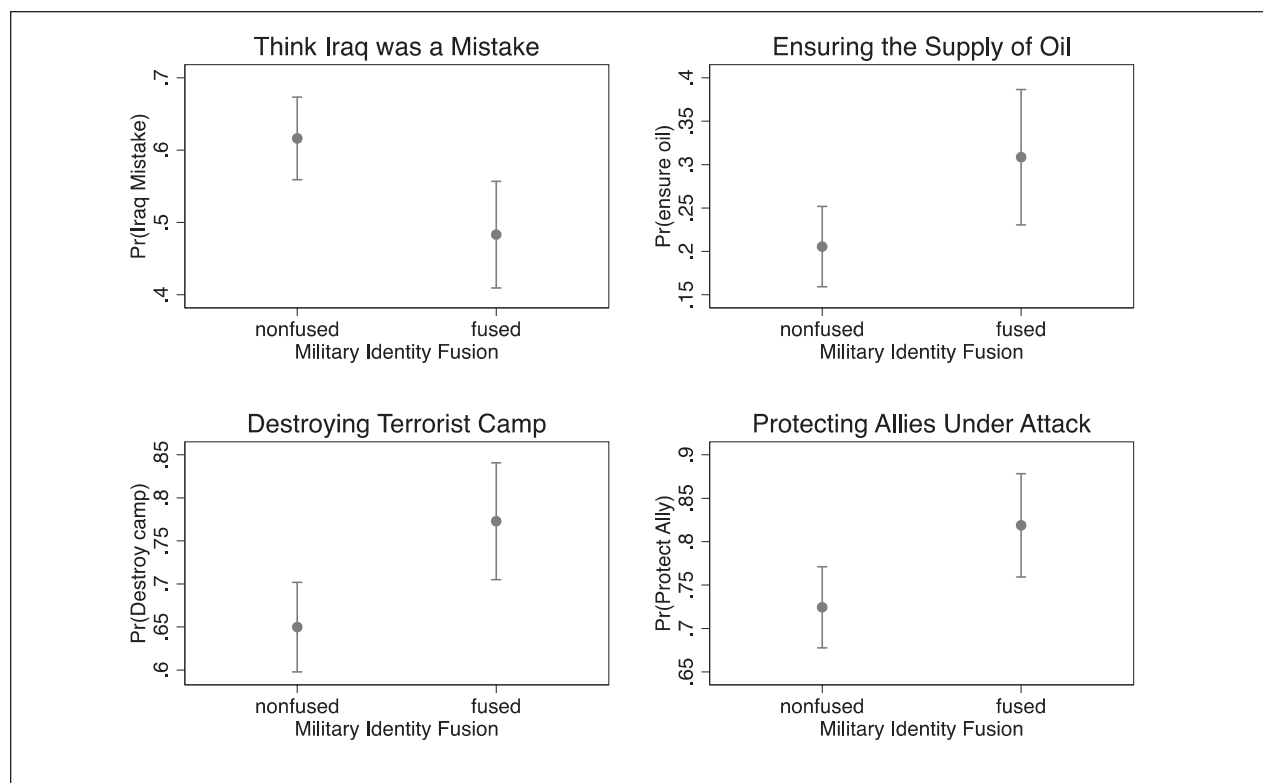 Think Iraq was a Mistake
Pr(Iraq Mistake)
.7
.6
.5
.4
nonfused
fused
Military Identity Fusion
Ensuring the Supply of Oil
Pr(ensure oil)
.4
.35
.3
.25
.2
.15
nonfused
fused
Military Identity Fusion
Destroying Terrorist Camp
Pr(Destroy camp)
.85
.8
.75
.7
.65
.6
nonfused
fused
Military Identity Fusion
Protecting Allies Under Attack
Pr(Protect Ally)
.9
.85
.8
.75
.7
.65
nonfused
fused
Military Identity Fusion